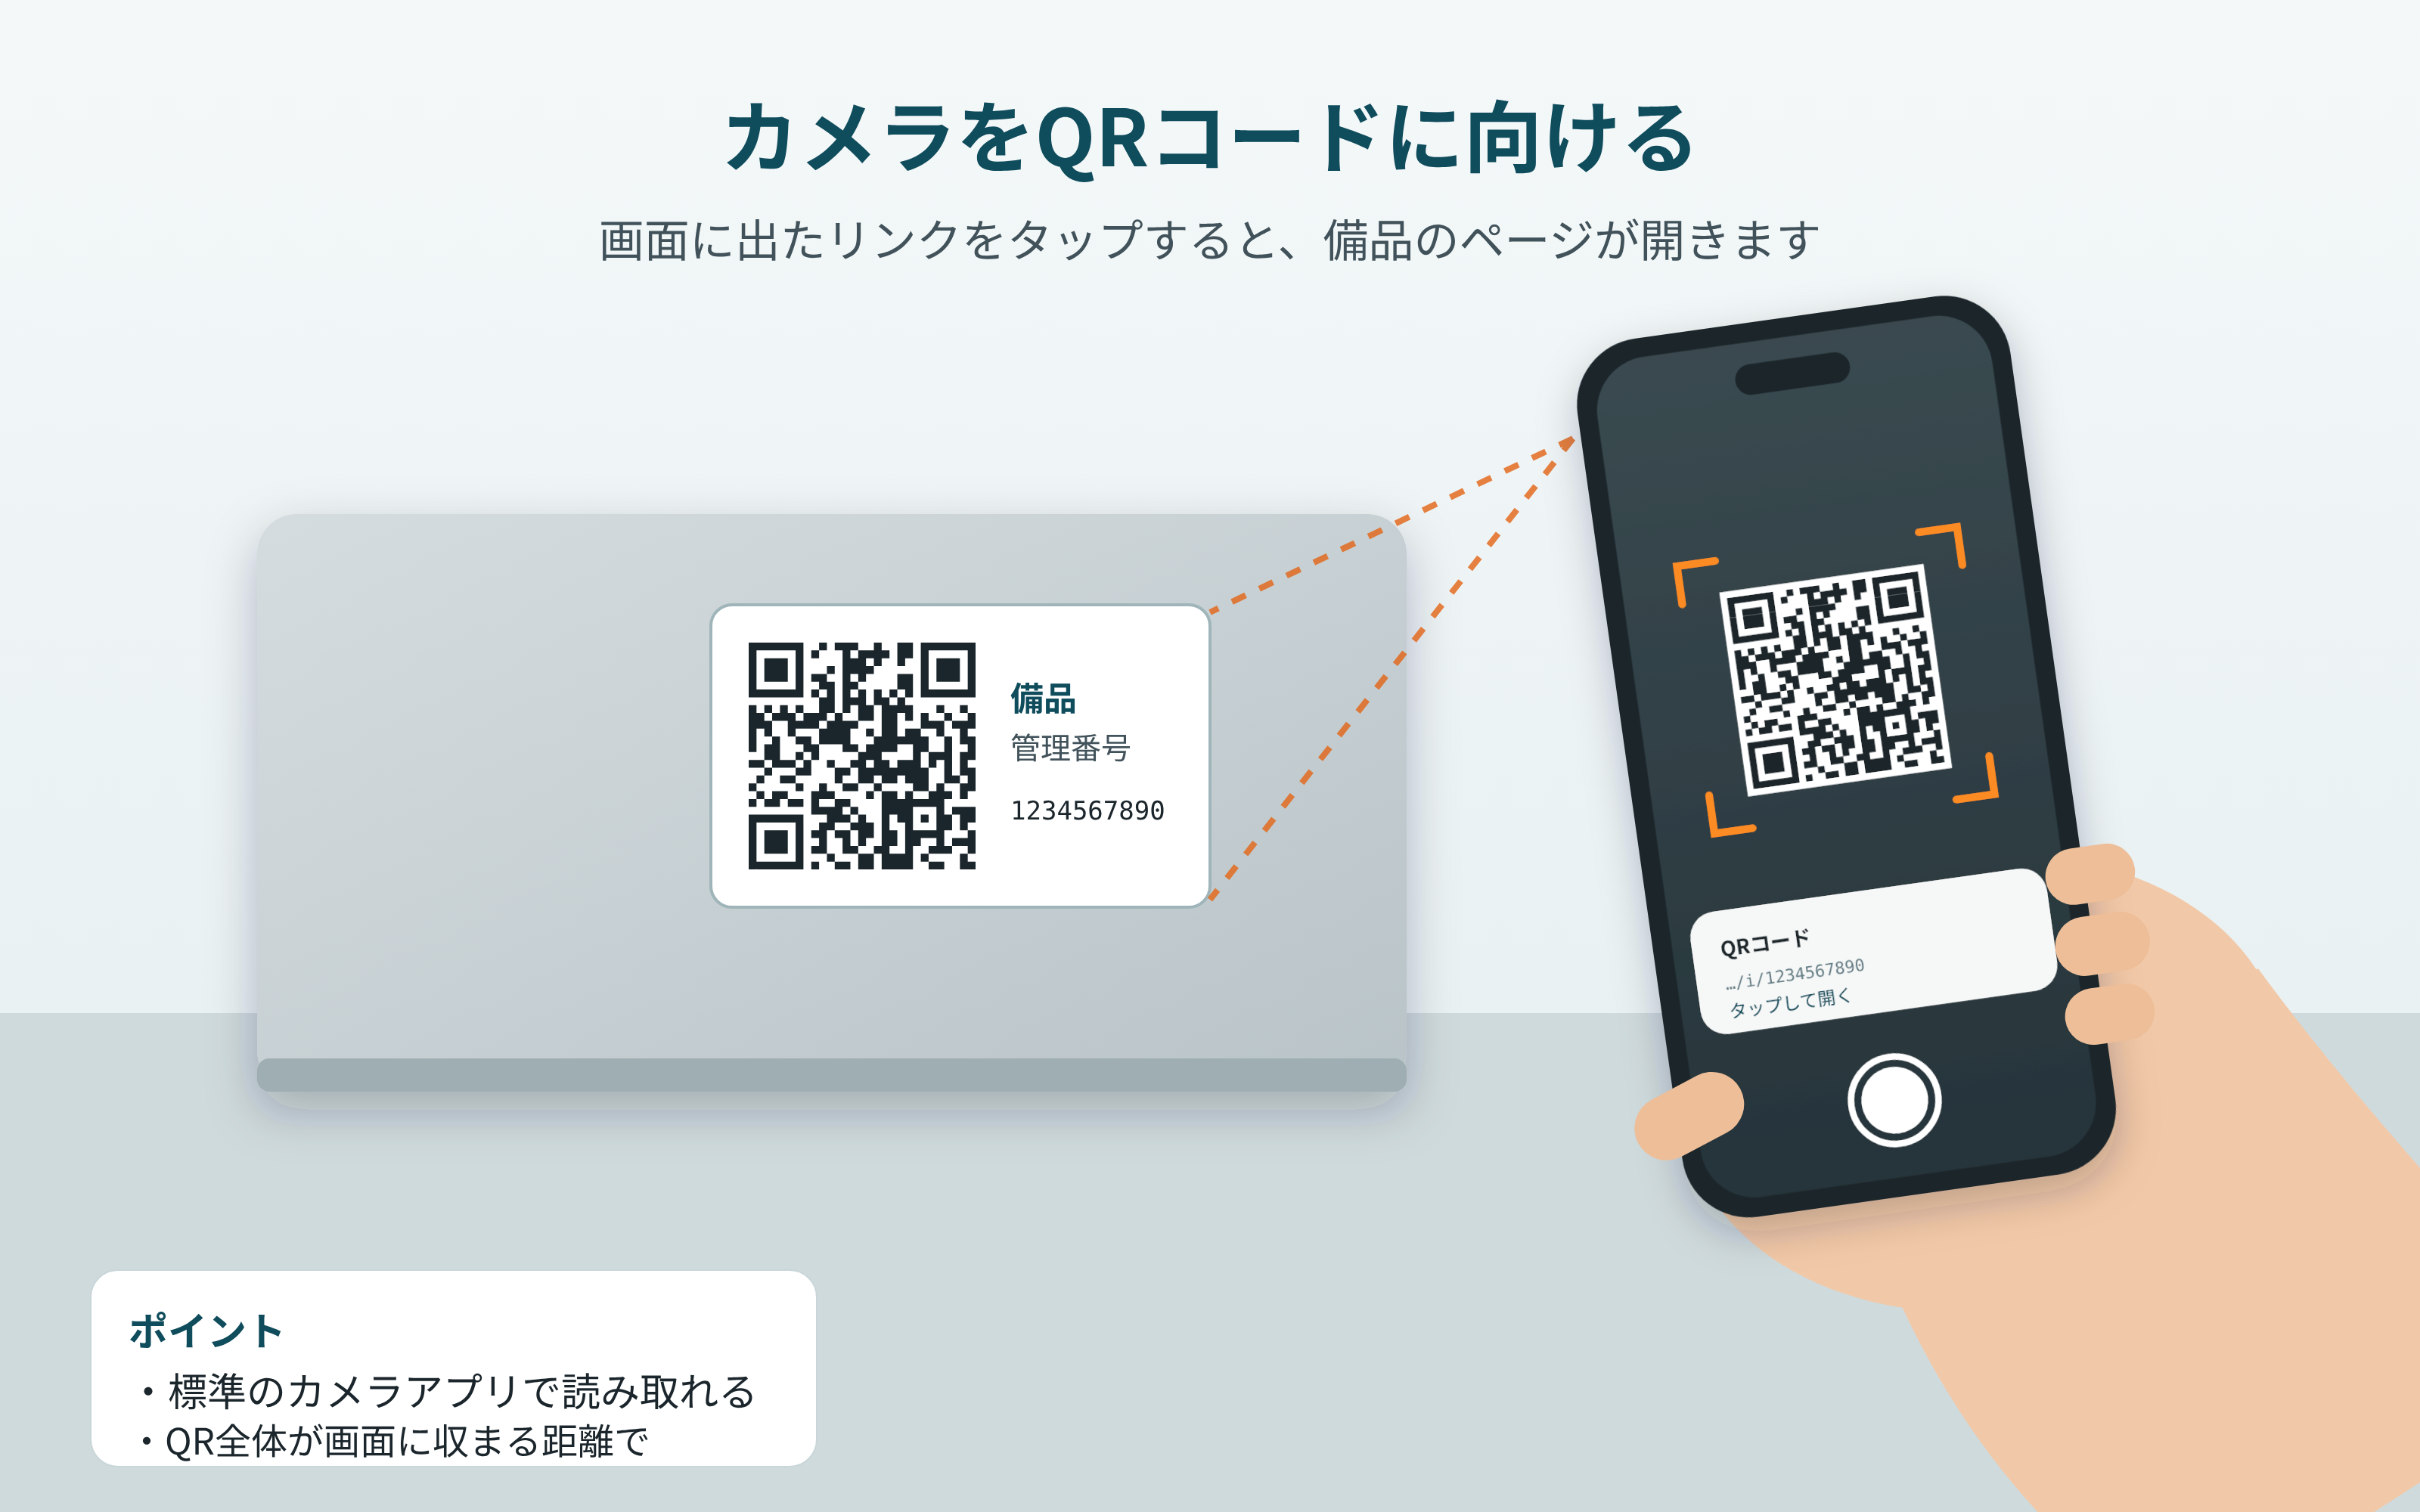 カメラをQRコードに向ける
画面に出たリンクをタップすると、備品のページが開きます
備品
管理番号
1234567890
QRコード
…/i/1234567890
タップして開く
ポイント
・標準のカメラアプリで読み取れる
・QR全体が画面に収まる距離で